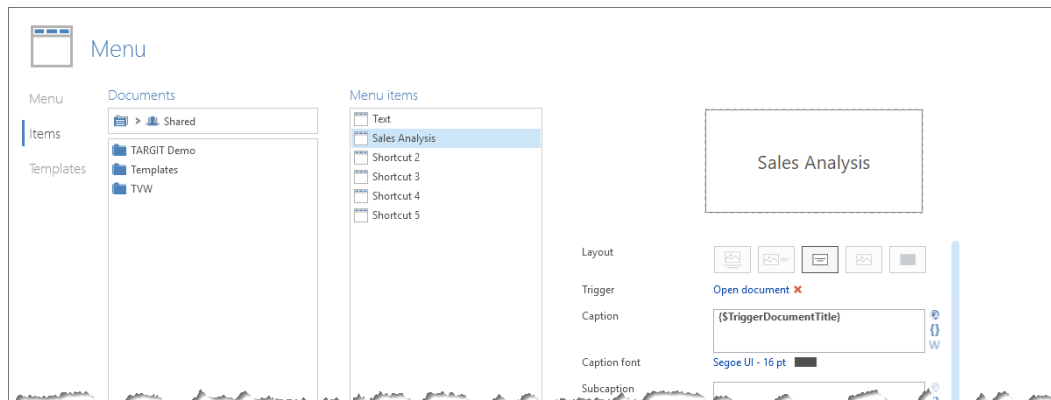 Menu
Menu
Items
Templates
Documents
> Shared
TARGIT Demo
Templates
TVW
Menu items
Text
Sales Analysis
Shortcut 2
Shortcut 3
Shortcut 4
Shortcut 5
Sales Analysis
Layout
Trigger
Open document
Caption
{$TriggerDocumentTitle}
{}
W
Caption font
Segoe UI - 16 pt
Subcaption